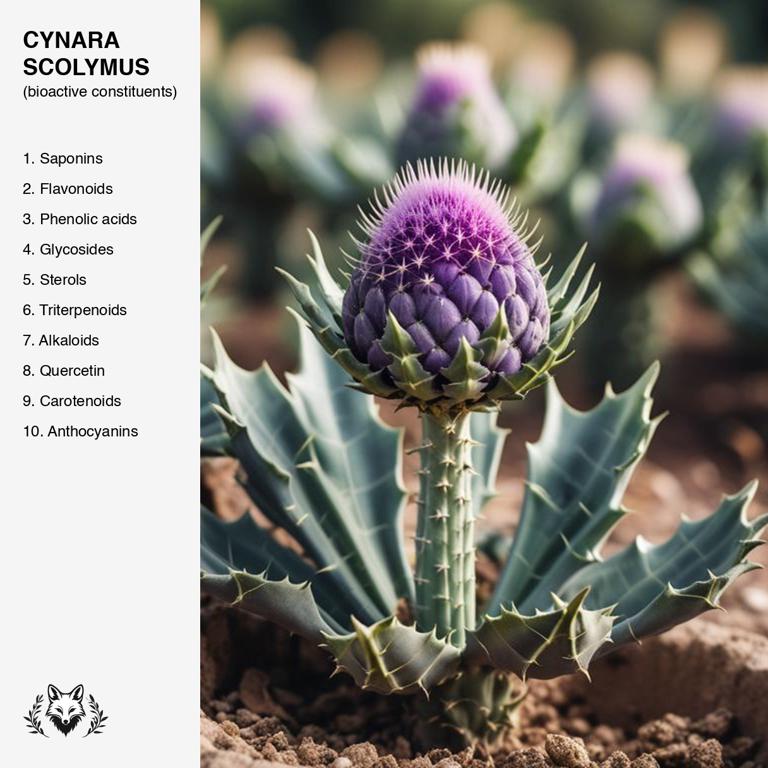 CYNARA
SCOLYMUS
(bioactive constituents)
1. Saponins
2. Flavonoids
3. Phenolic acids
4. Glycosides
5. Sterols
6. Triterpenoids
7. Alkaloids
8. Quercetin
9. Carotenoids
10. Anthocyanins